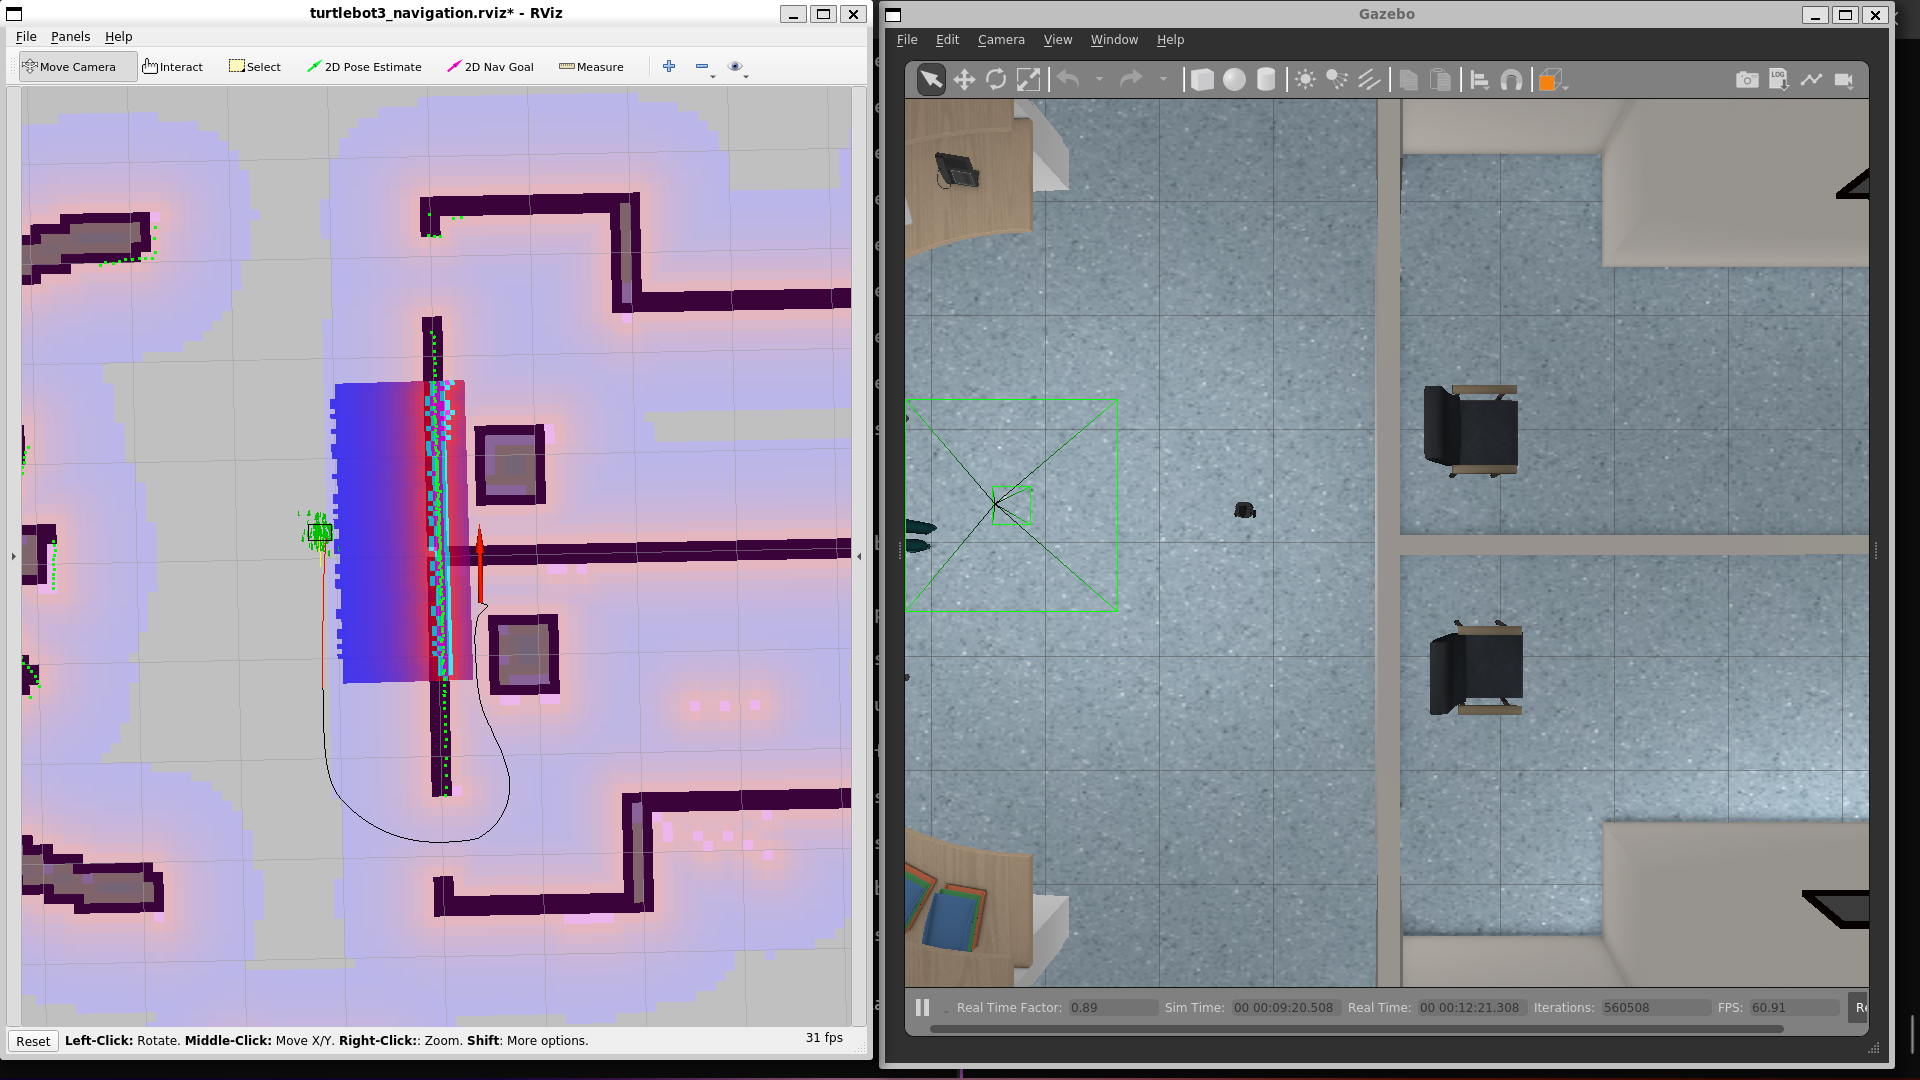 turtlebot3_navigation.rviz* - RViz
File Panels Help
Move Camera Interact Select 2D Pose Estimate 2D Nav Goal Measure
Reset Left-Click: Rotate. Middle-Click: Move X/Y. Right-Click:: Zoom. Shift: More options. 31 fps
Gazebo
File Edit Camera View Window Help
LOG
Real Time Factor: 0.89 Sim Time: 00 00:09:20.508 Real Time: 00 00:12:21.308 Iterations: 560508 FPS: 60.91 Re